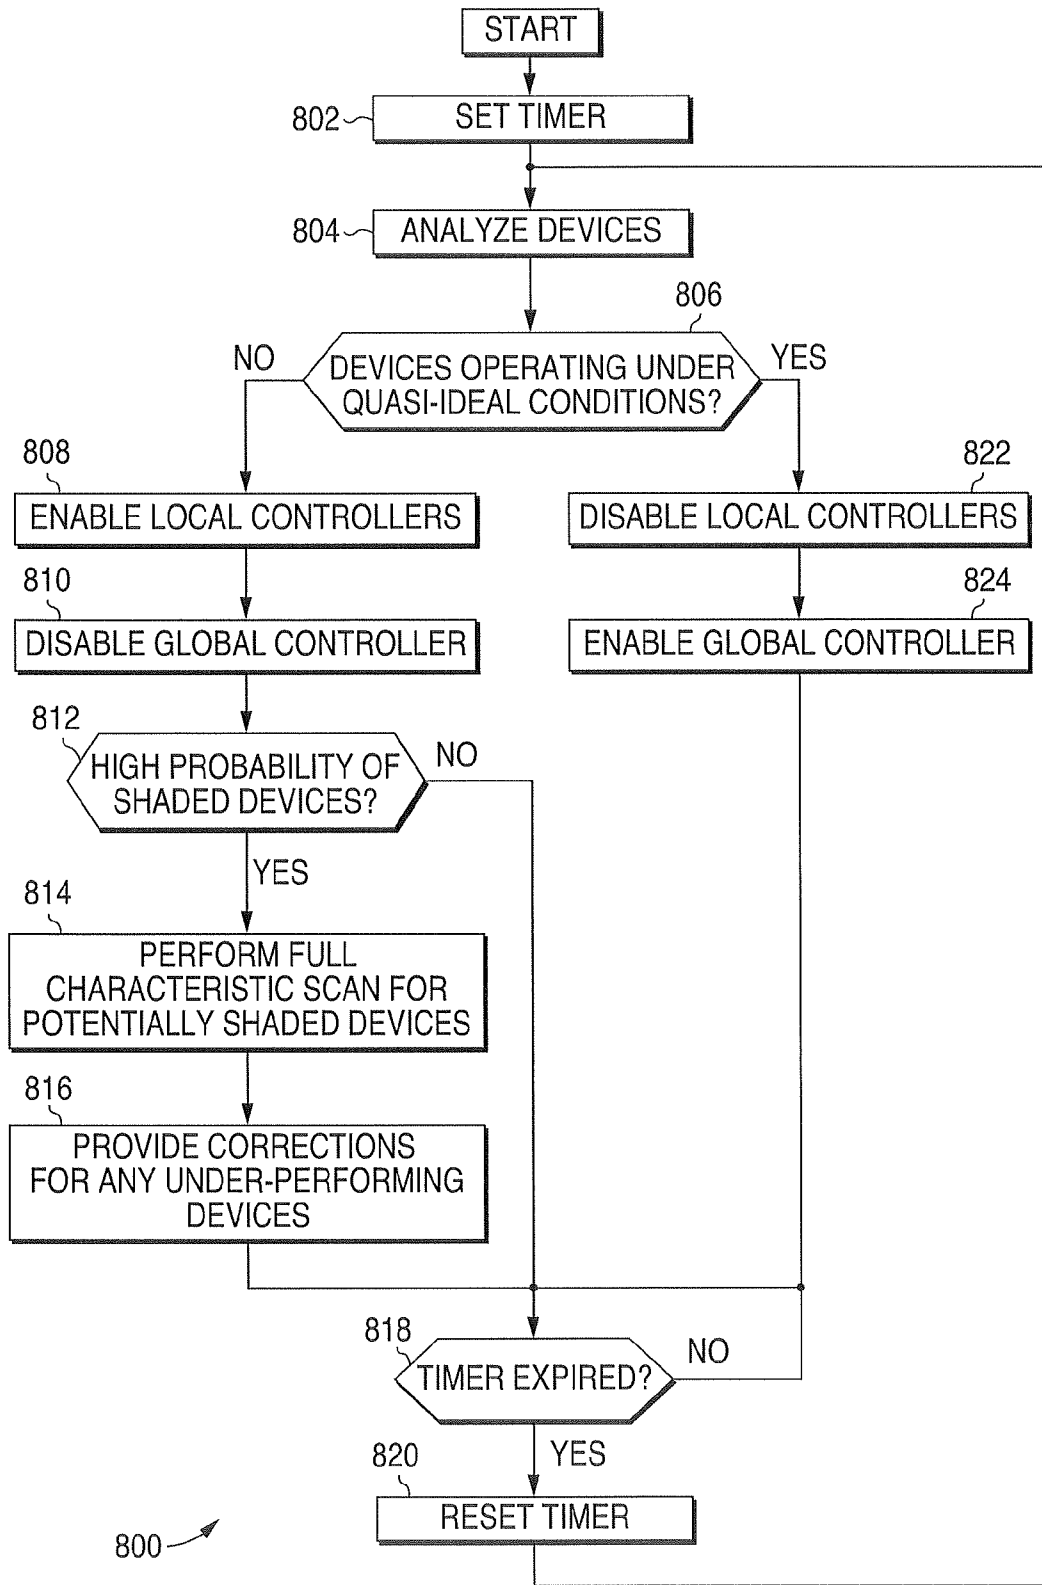 START
802
SET TIMER
804
ANALYZE DEVICES
806
NO
DEVICES OPERATING UNDER
QUASI-IDEAL CONDITIONS?
YES
808
ENABLE LOCAL CONTROLLERS
822
DISABLE LOCAL CONTROLLERS
810
DISABLE GLOBAL CONTROLLER
824
ENABLE GLOBAL CONTROLLER
812
HIGH PROBABILITY OF
SHADED DEVICES?
NO
YES
814
PERFORM FULL
CHARACTERISTIC SCAN FOR
POTENTIALLY SHADED DEVICES
816
PROVIDE CORRECTIONS
FOR ANY UNDER-PERFORMING
DEVICES
818
TIMER EXPIRED?
NO
YES
820
RESET TIMER
800